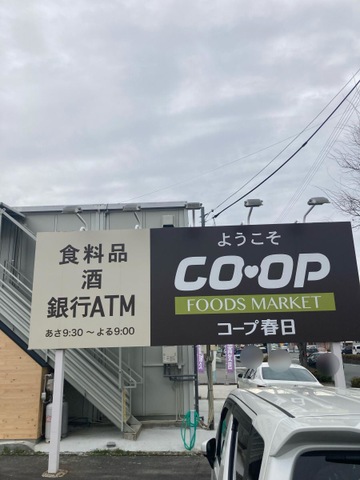 食料品
酒
銀行ATM
あさ9:30 〜 よる9:00
ようこそ
CO・OP
FOODS MARKET
コープ春日